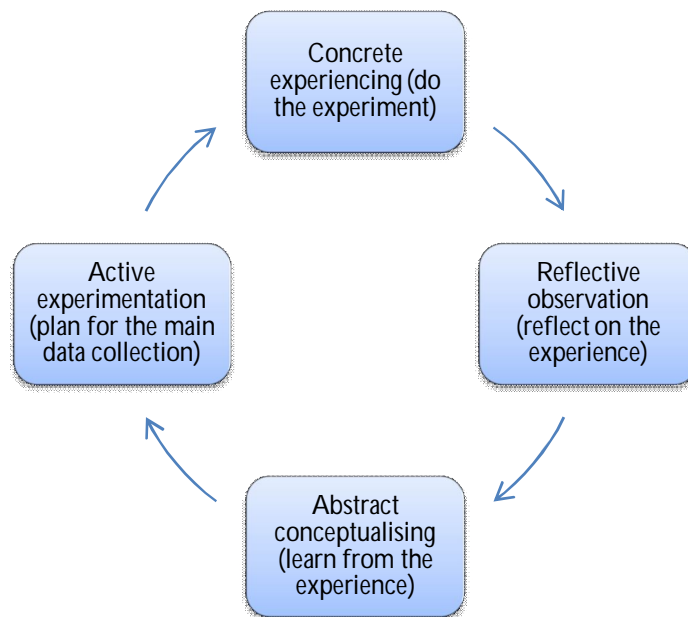 Concrete
experiencing (do
the experiment)
Reflective
observation
(reflect on the
experience)
Abstract
conceptualising
(learn from the
experience)
Active
experimentation
(plan for the main
data collection)